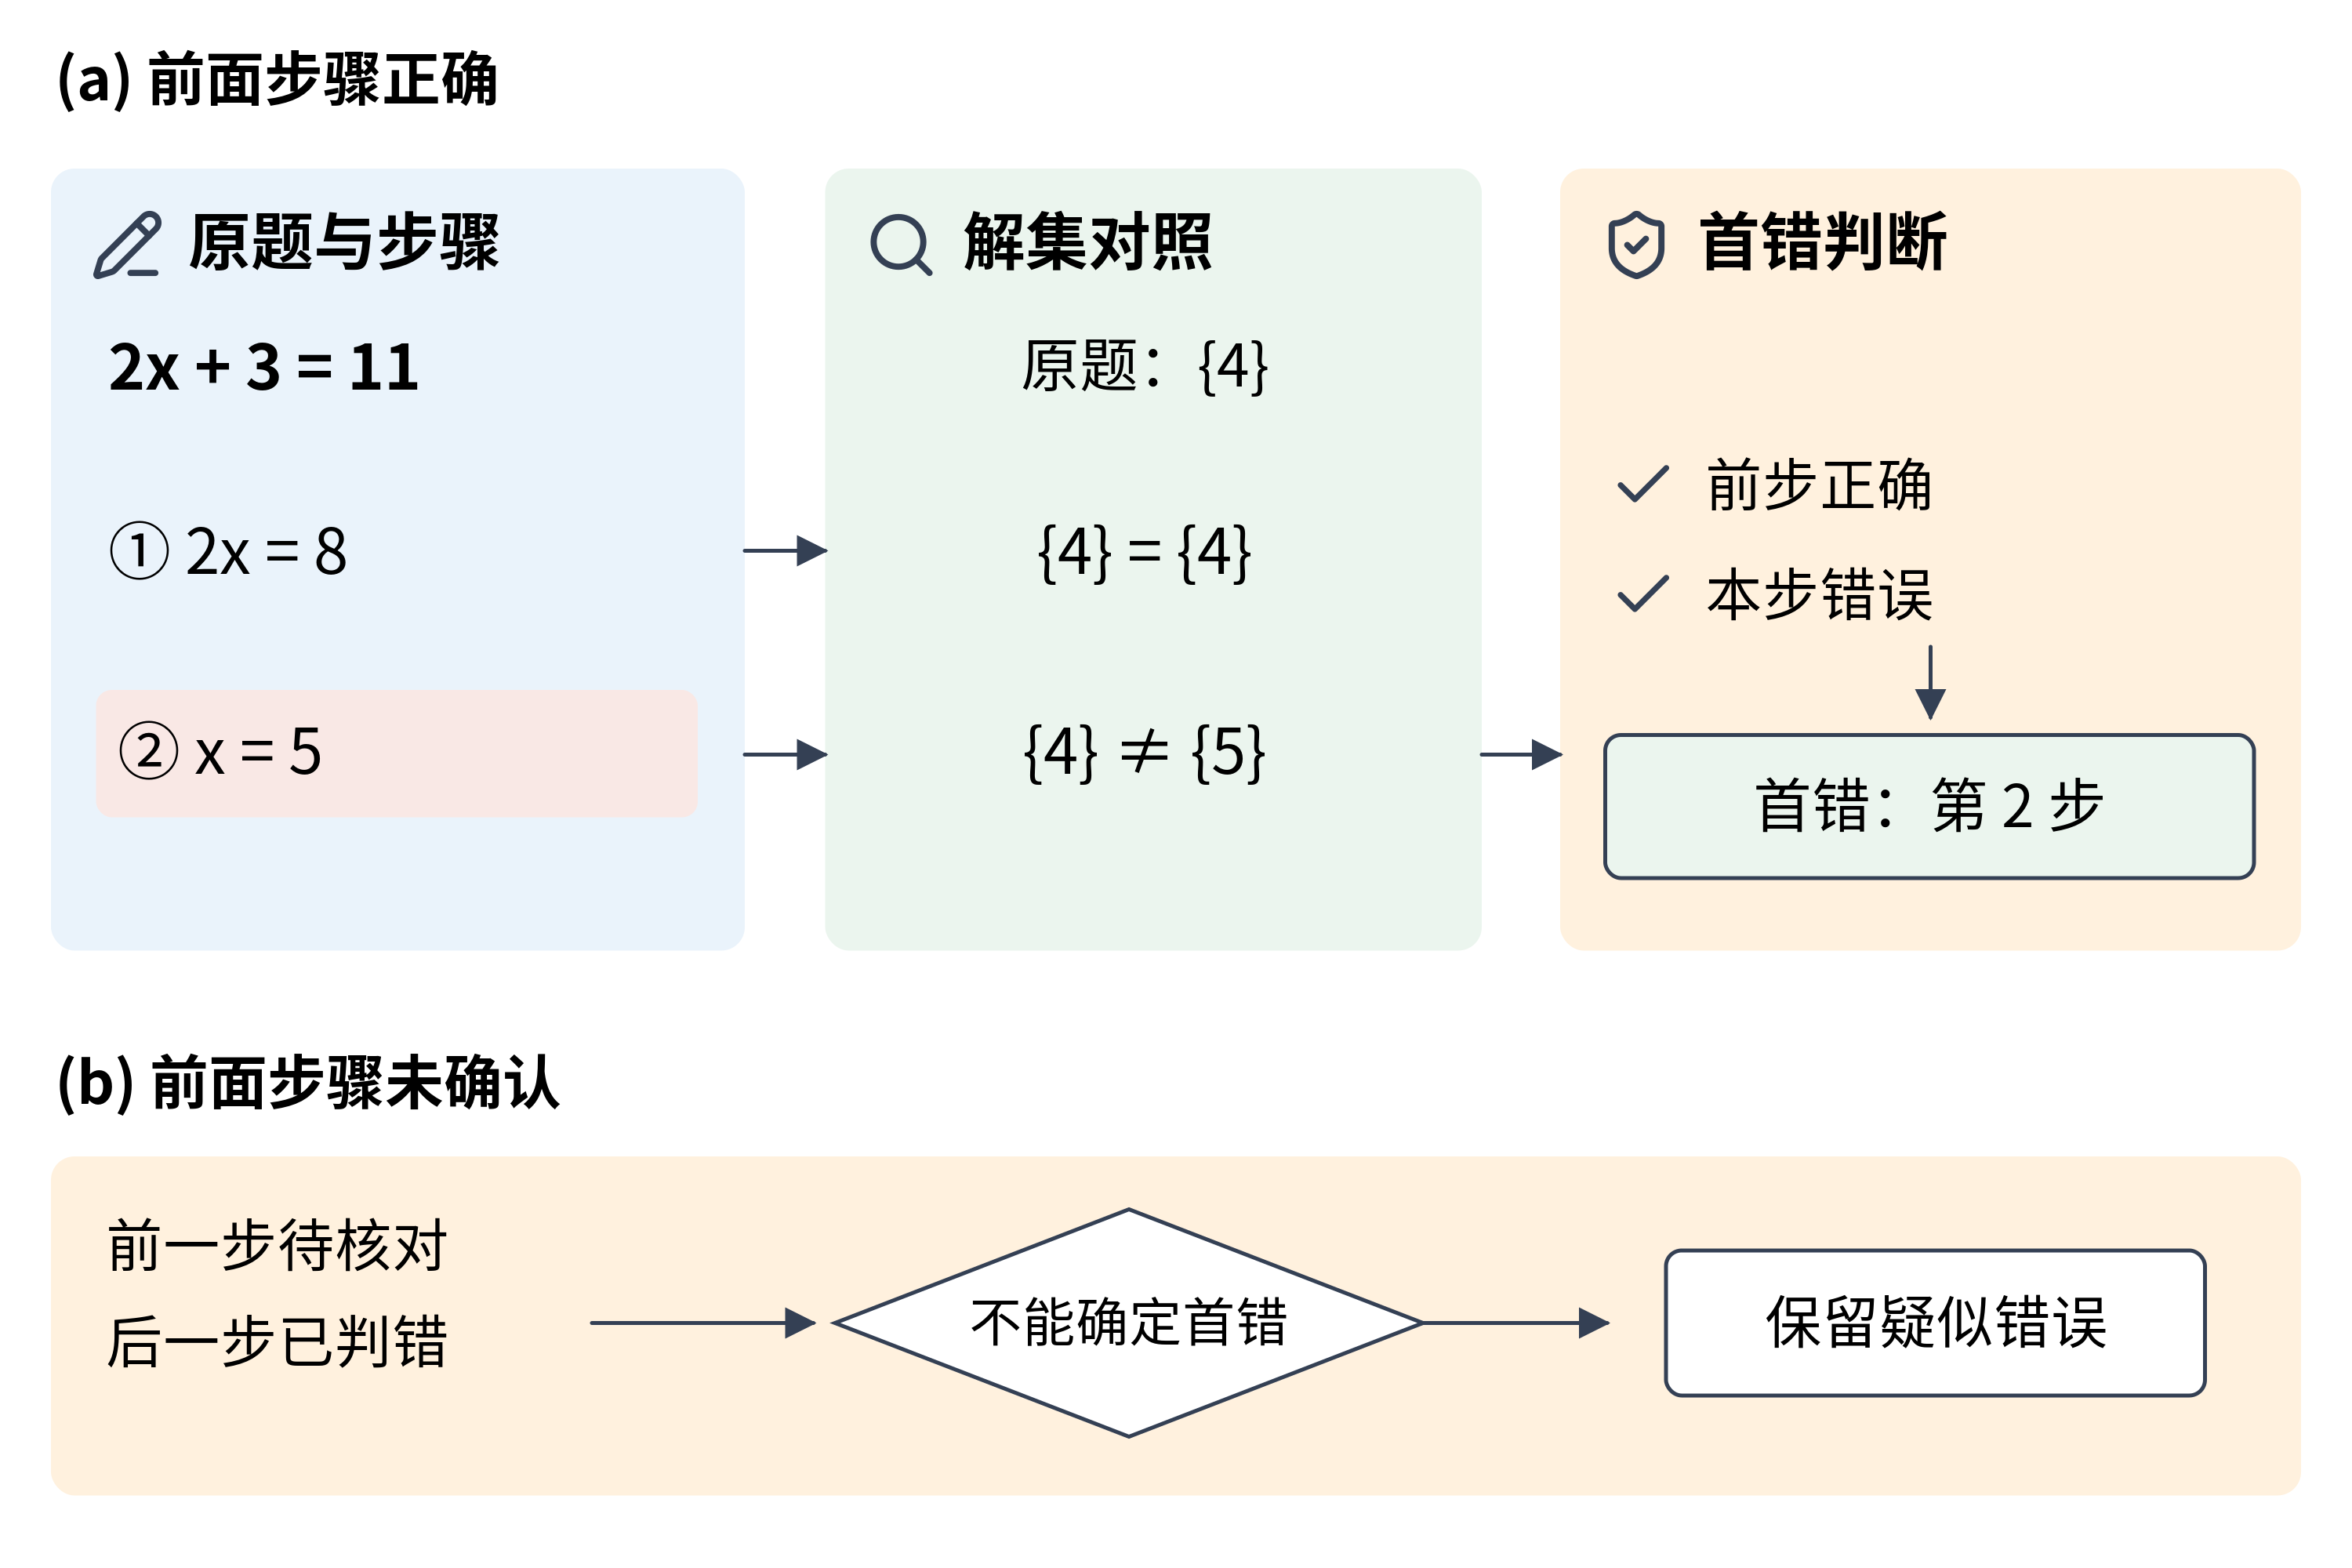 (a) 前面步骤正确
原题与步骤
2x + 3 = 11
① 2x = 8
② x = 5
解集对照
原题：{4}
{4} = {4}
{4} ≠ {5}
首错判断
前步正确
本步错误
首错：第 2 步
(b) 前面步骤未确认
前一步待核对
后一步已判错
不能确定首错
保留疑似错误